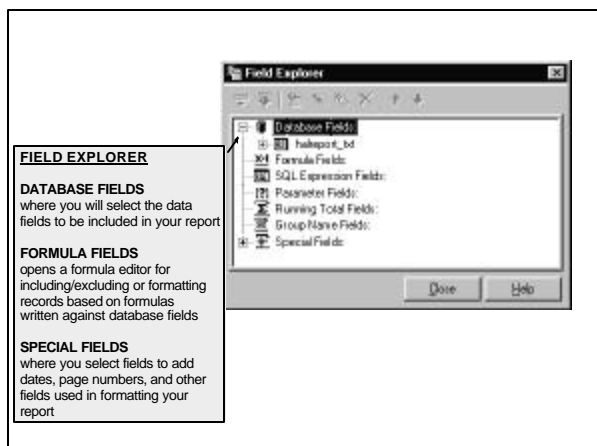 Field Explorer
Database Fields:
Formula Fields:
SQL Expression Fields:
Parameter Fields:
Running Total Fields:
Group Name Fields:
Special Fields:
Close
Help
FIELD EXPLORER
DATABASE FIELDS
where you will select the data
fields to be included in your report
FORMULA FIELDS
opens a formula editor for
including/excluding or formatting
records based on formulas
written against database fields
SPECIAL FIELDS
where you select fields to add
dates, page numbers, and other
fields used in formatting your
report